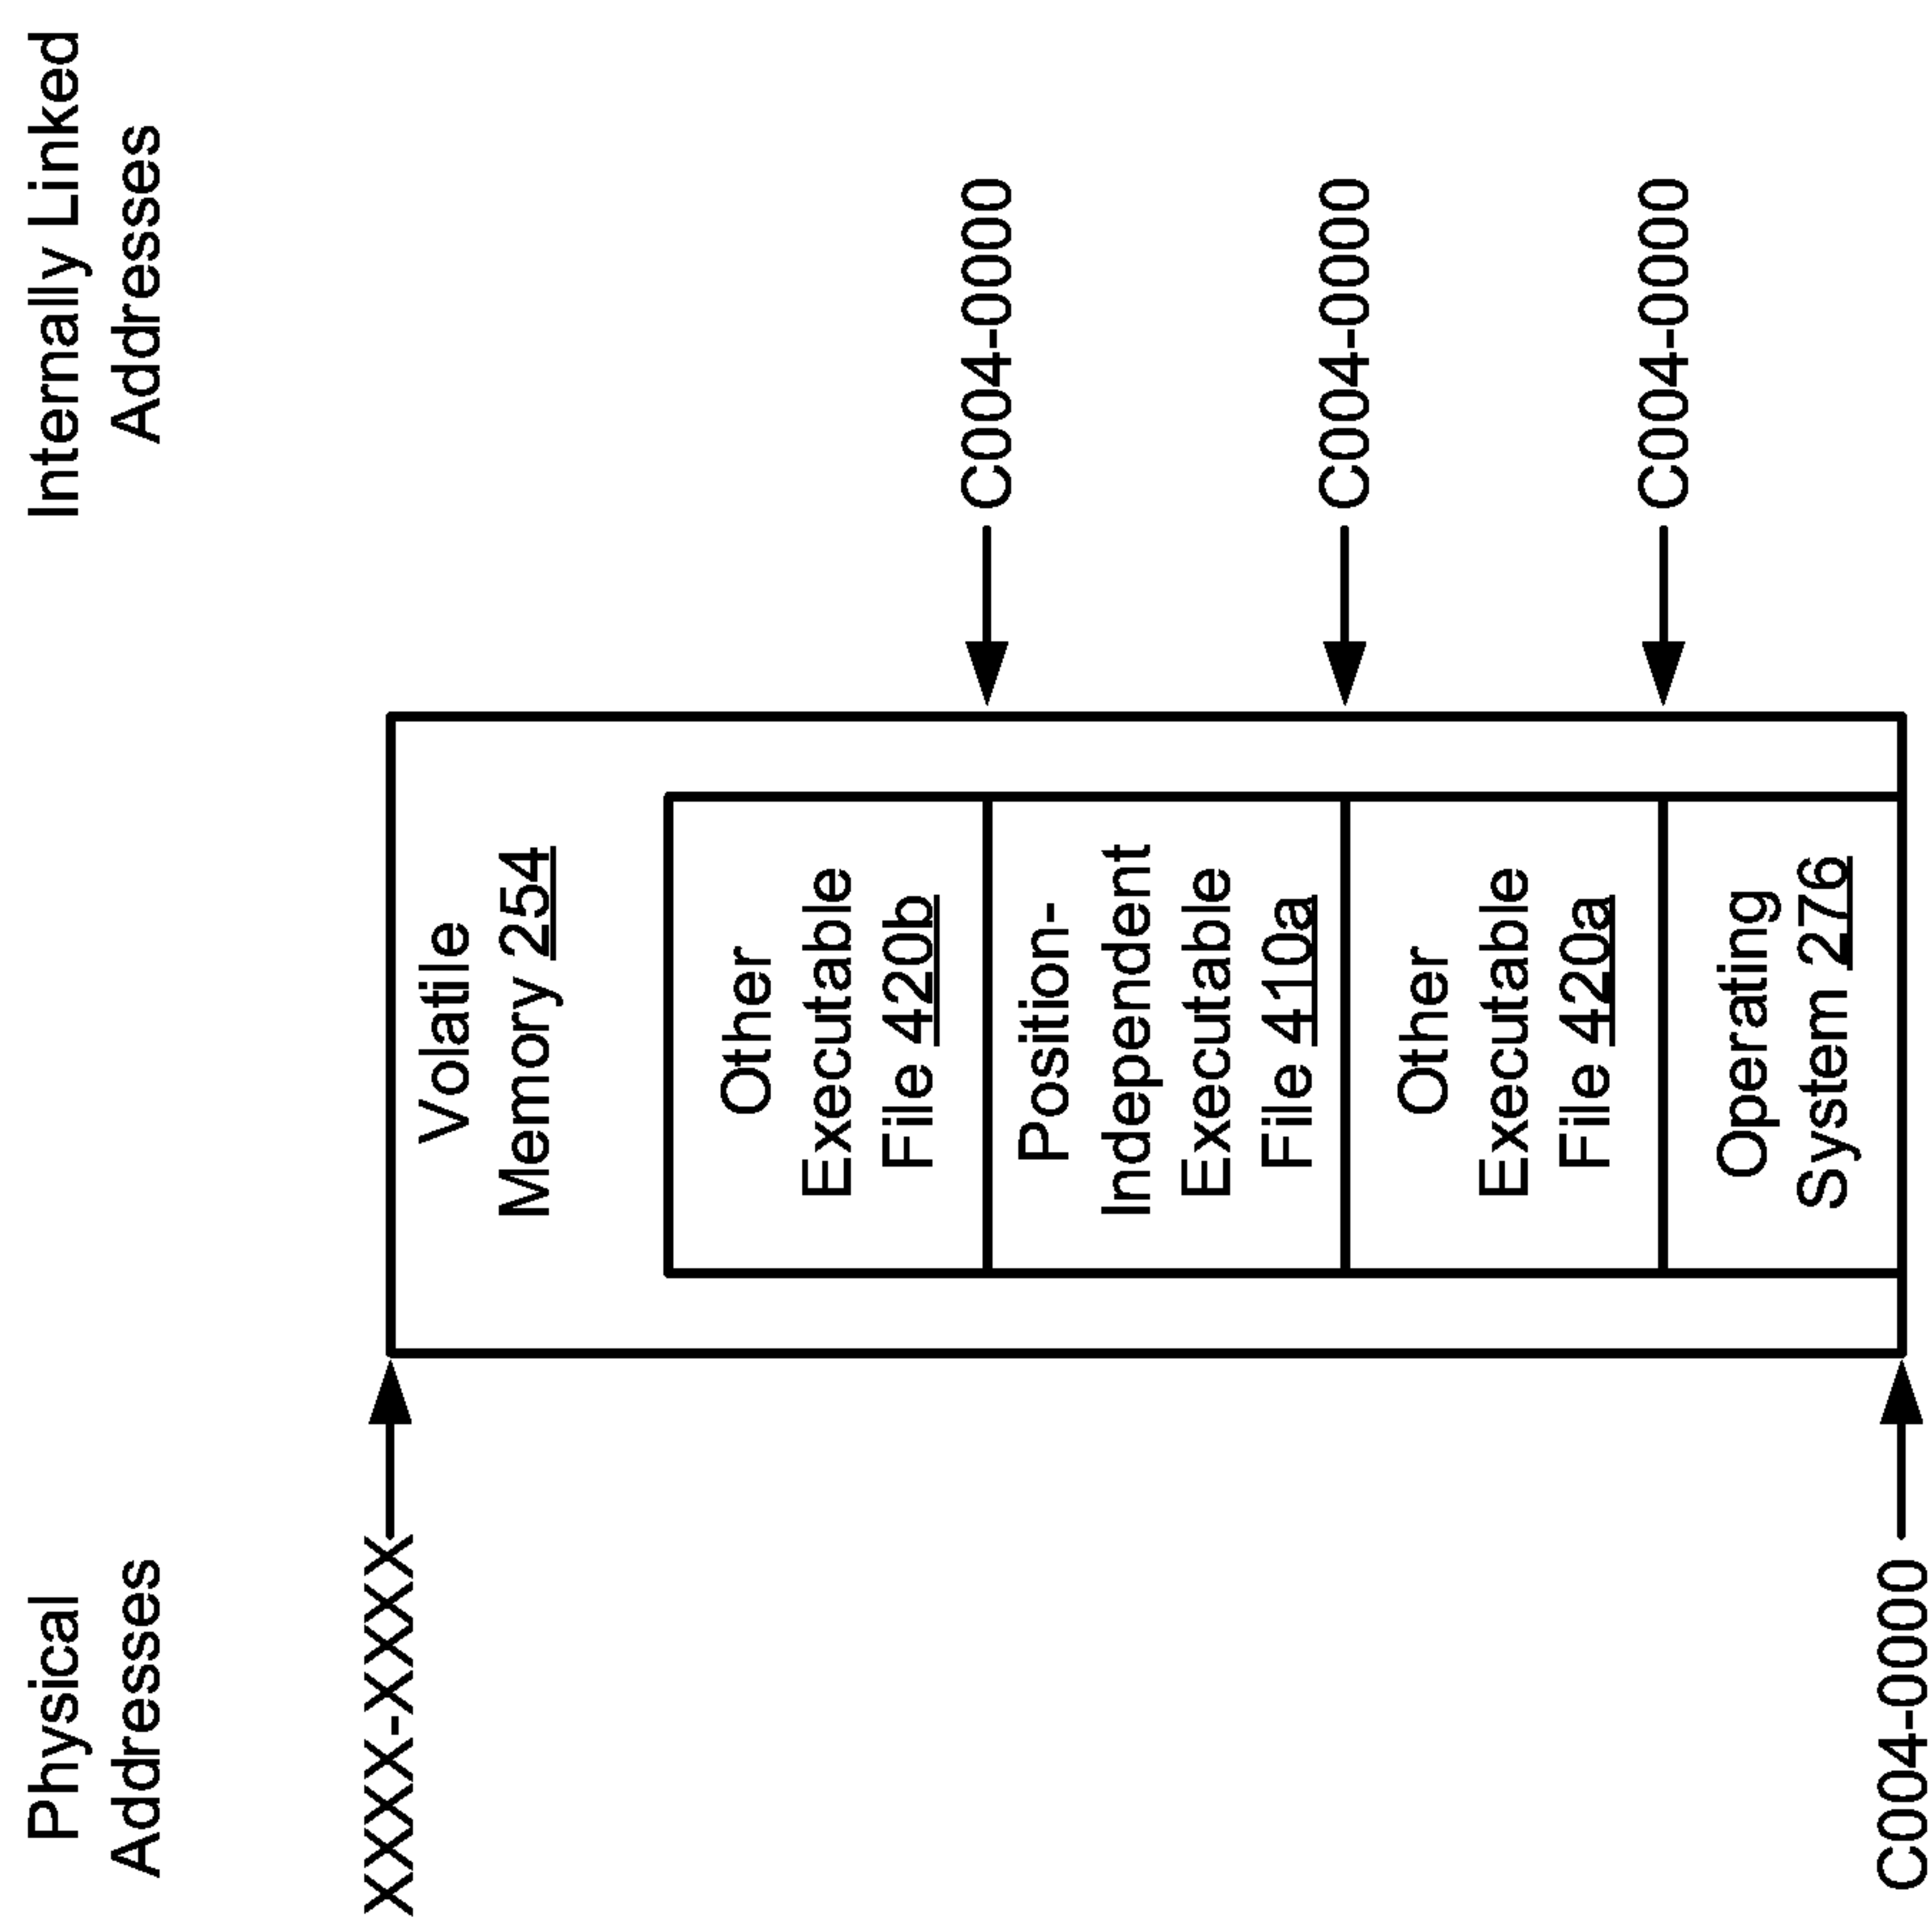 Physical
Addresses
Internally Linked
Addresses
XXXX-XXXX
Volatile
Memory 254
Other
Executable
File 420b
C004-0000
Position-
Independent
Executable
File 410a
C004-0000
Other
Executable
File 420a
C004-0000
Operating
System 276
C004-0000